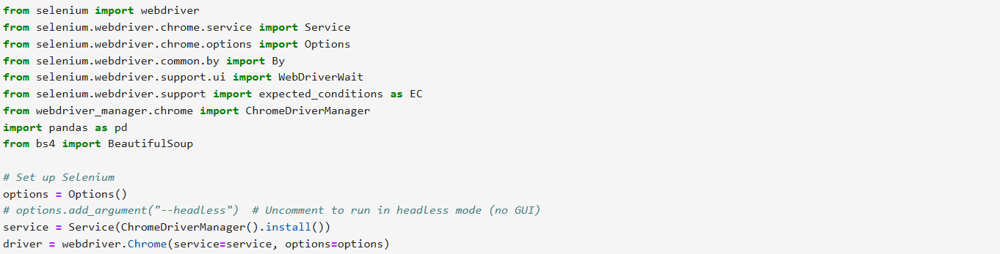 from selenium import webdriver
from selenium.webdriver.chrome.service import Service
from selenium.webdriver.chrome.options import Options
from selenium.webdriver.common.by import By
from selenium.webdriver.support.ui import WebDriverWait
from selenium.webdriver.support import expected_conditions as EC
from webdriver_manager.chrome import ChromeDriverManager
import pandas as pd
from bs4 import BeautifulSoup

# Set up Selenium
options = Options()
# options.add_argument("--headless")  # Uncomment to run in headless mode (no GUI)
service = Service(ChromeDriverManager().install())
driver = webdriver.Chrome(service=service, options=options)